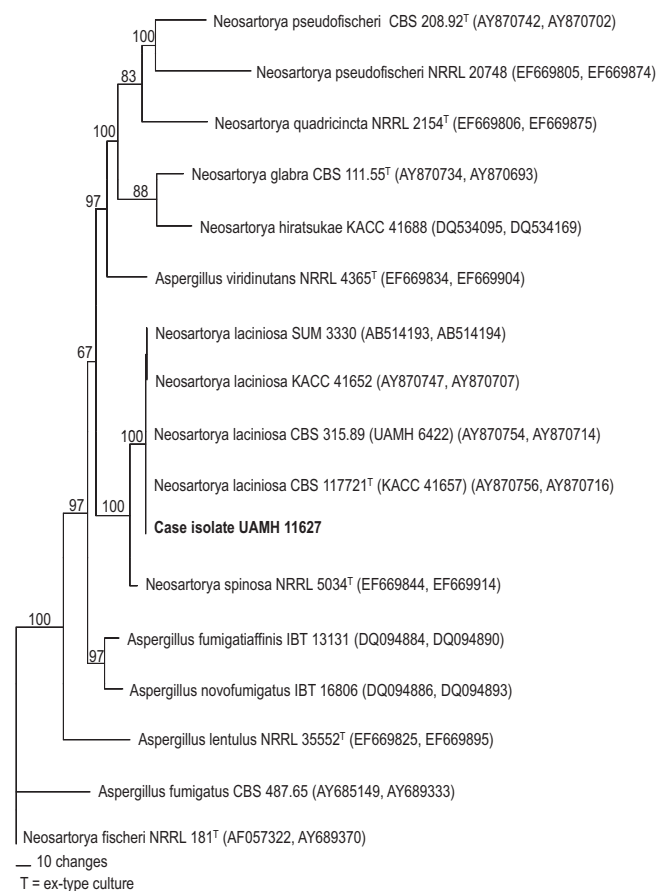 Neosartorya pseudofischeri CBS 208.92ᵀ (AY870742, AY870702)
100
Neosartorya pseudofischeri NRRL 20748 (EF669805, EF669874)
83
Neosartorya quadricincta NRRL 2154ᵀ (EF669806, EF669875)
100
Neosartorya glabra CBS 111.55ᵀ (AY870734, AY870693)
88
97
Neosartorya hiratsukae KACC 41688 (DQ534095, DQ534169)
Aspergillus viridinutans NRRL 4365ᵀ (EF669834, EF669904)
Neosartorya laciniosa SUM 3330 (AB514193, AB514194)
67
Neosartorya laciniosa KACC 41652 (AY870747, AY870707)
100
Neosartorya laciniosa CBS 315.89 (UAMH 6422) (AY870754, AY870714)
Neosartorya laciniosa CBS 117721ᵀ (KACC 41657) (AY870756, AY870716)
97
100
Case isolate UAMH 11627
Neosartorya spinosa NRRL 5034ᵀ (EF669844, EF669914)
100
Aspergillus fumigatiaffinis IBT 13131 (DQ094884, DQ094890)
97
Aspergillus novofumigatus IBT 16806 (DQ094886, DQ094893)
Aspergillus lentulus NRRL 35552ᵀ (EF669825, EF669895)
Aspergillus fumigatus CBS 487.65 (AY685149, AY689333)
Neosartorya fischeri NRRL 181ᵀ (AF057322, AY689370)
10 changes
T = ex-type culture